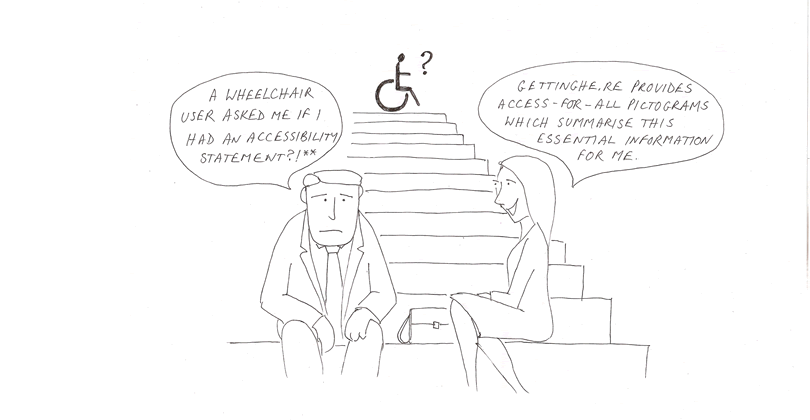 ?
A WHEELCHAIR
USER ASKED ME IF I
HAD AN ACCESSIBILITY
STATEMENT?!**
GETTINGHE.RE PROVIDES
ACCESS-FOR-ALL PICTOGRAMS
WHICH SUMMARISE THIS
ESSENTIAL INFORMATION
FOR ME.